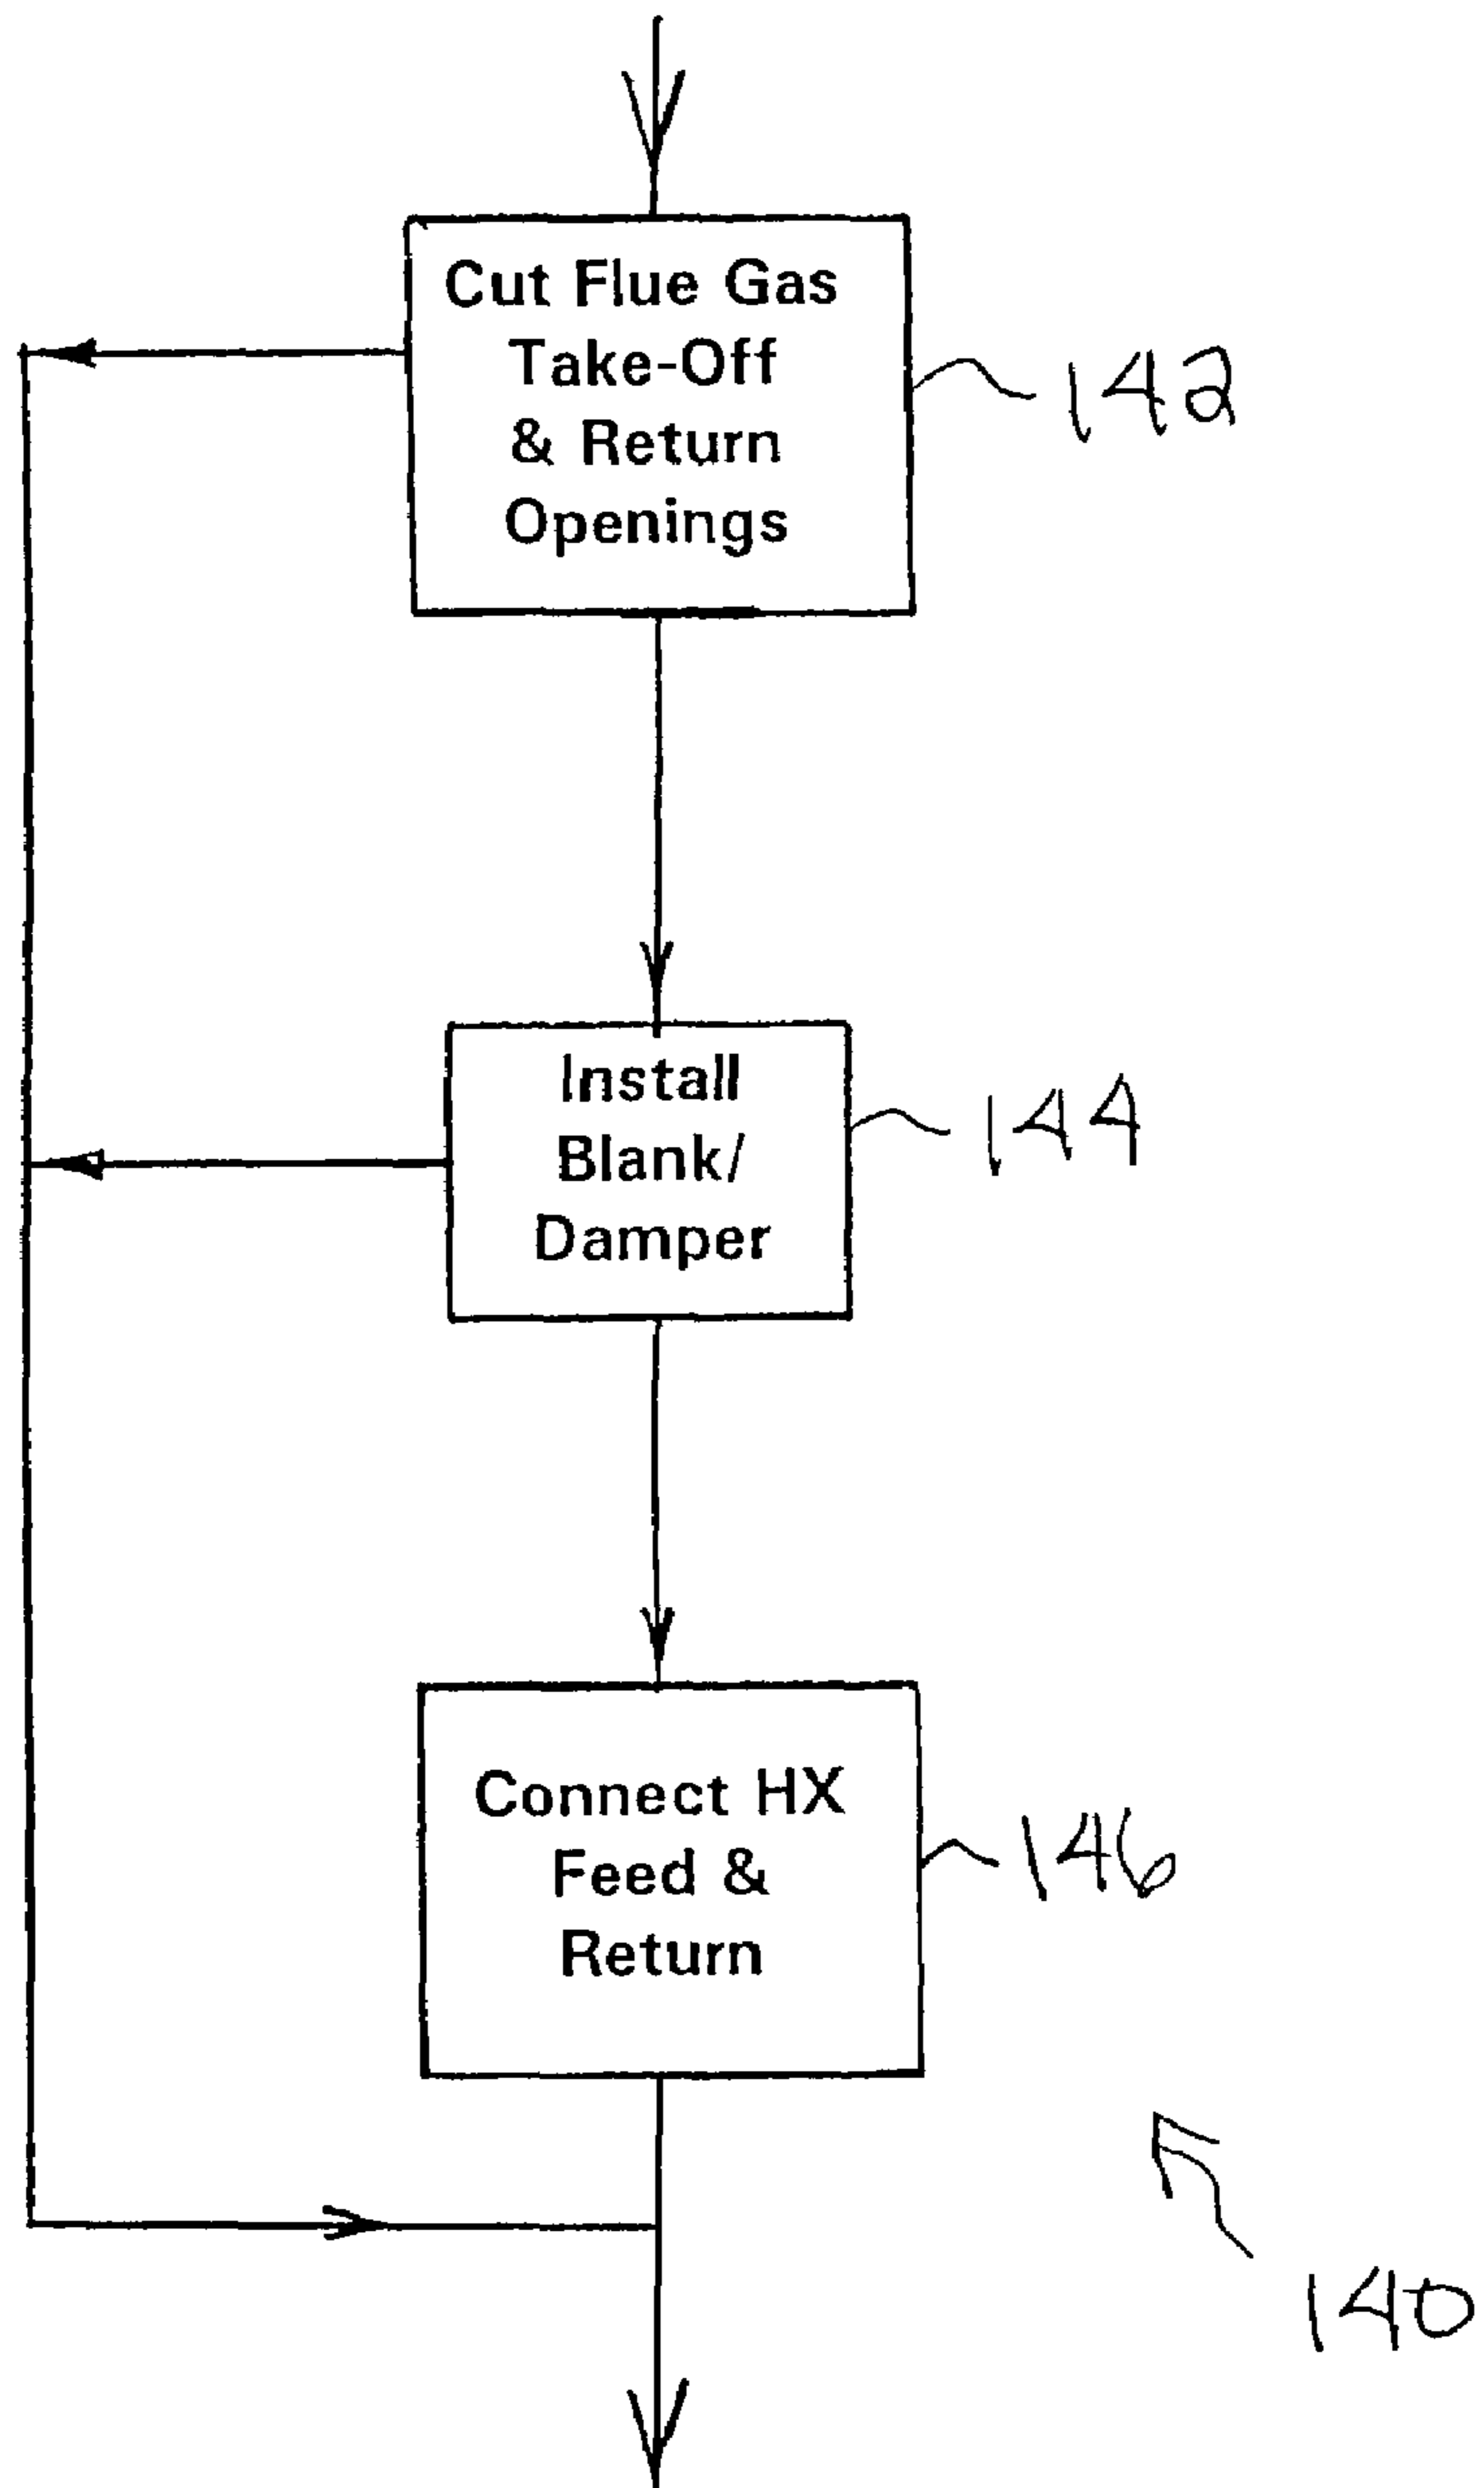 Cut Flue Gas
Take-Off
& Return
Openings
142
Install
Blank/
Damper
144
Connect HX
Feed &
Return
146
140